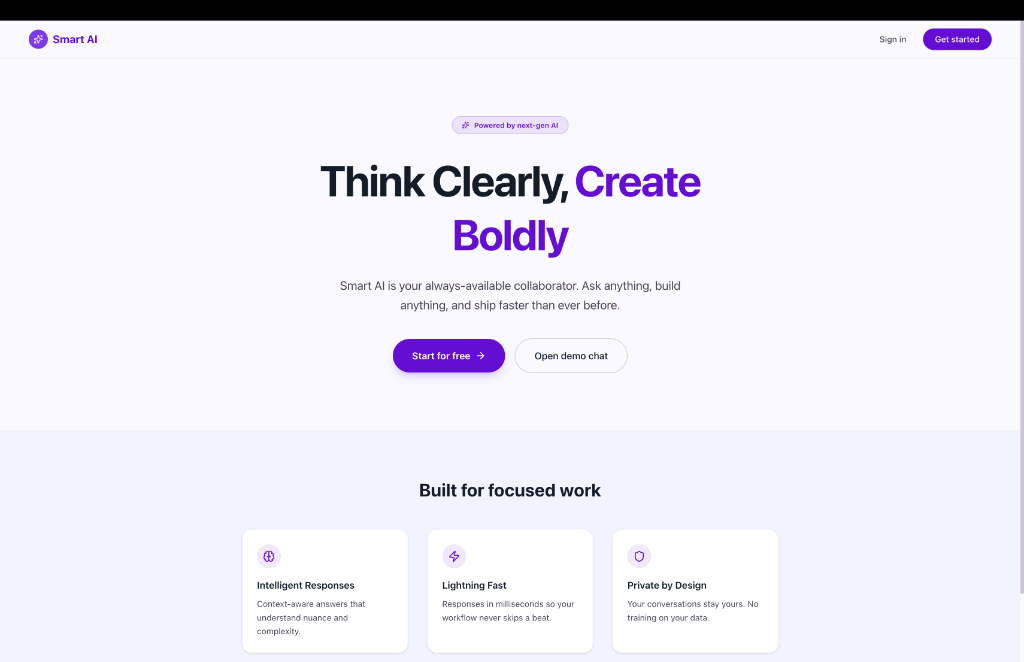 Smart AI
Sign in
Get started
Powered by next-gen AI
Think Clearly, Create
Boldly
Smart AI is your always-available collaborator. Ask anything, build
anything, and ship faster than ever before.
Start for free →
Open demo chat
Built for focused work
Intelligent Responses
Context-aware answers that
understand nuance and
complexity.
Lightning Fast
Responses in milliseconds so your
workflow never skips a beat.
Private by Design
Your conversations stay yours. No
training on your data.